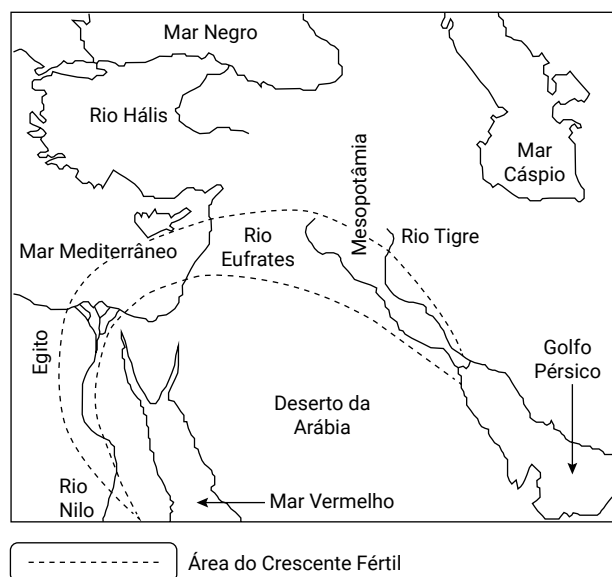 Mar Negro
Rio Hális
Mar
Cáspio
Mesopotâmia
Mar Mediterrâneo
Rio
Eufrates
Rio Tigre
Egito
Golfo
Pérsico
Deserto da
Arábia
Rio
Nilo
Mar Vermelho
Área do Crescente Fértil